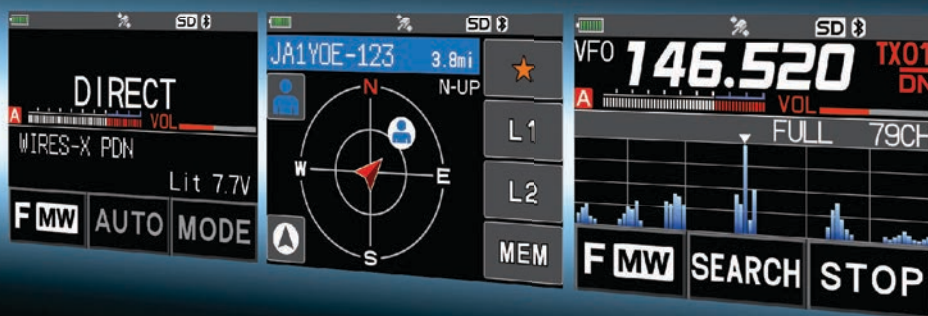 SD
DIRECT
A
VOL
WIRES-X PDN
Lit 7.7V
F MW AUTO MODE
SD
JA1YOE-123 3.8mi
N N-UP
W E
S
L1
L2
MEM
SD
VFO 146.520 TX01
DN
A VOL
FULL 79CH
F MW SEARCH STOP